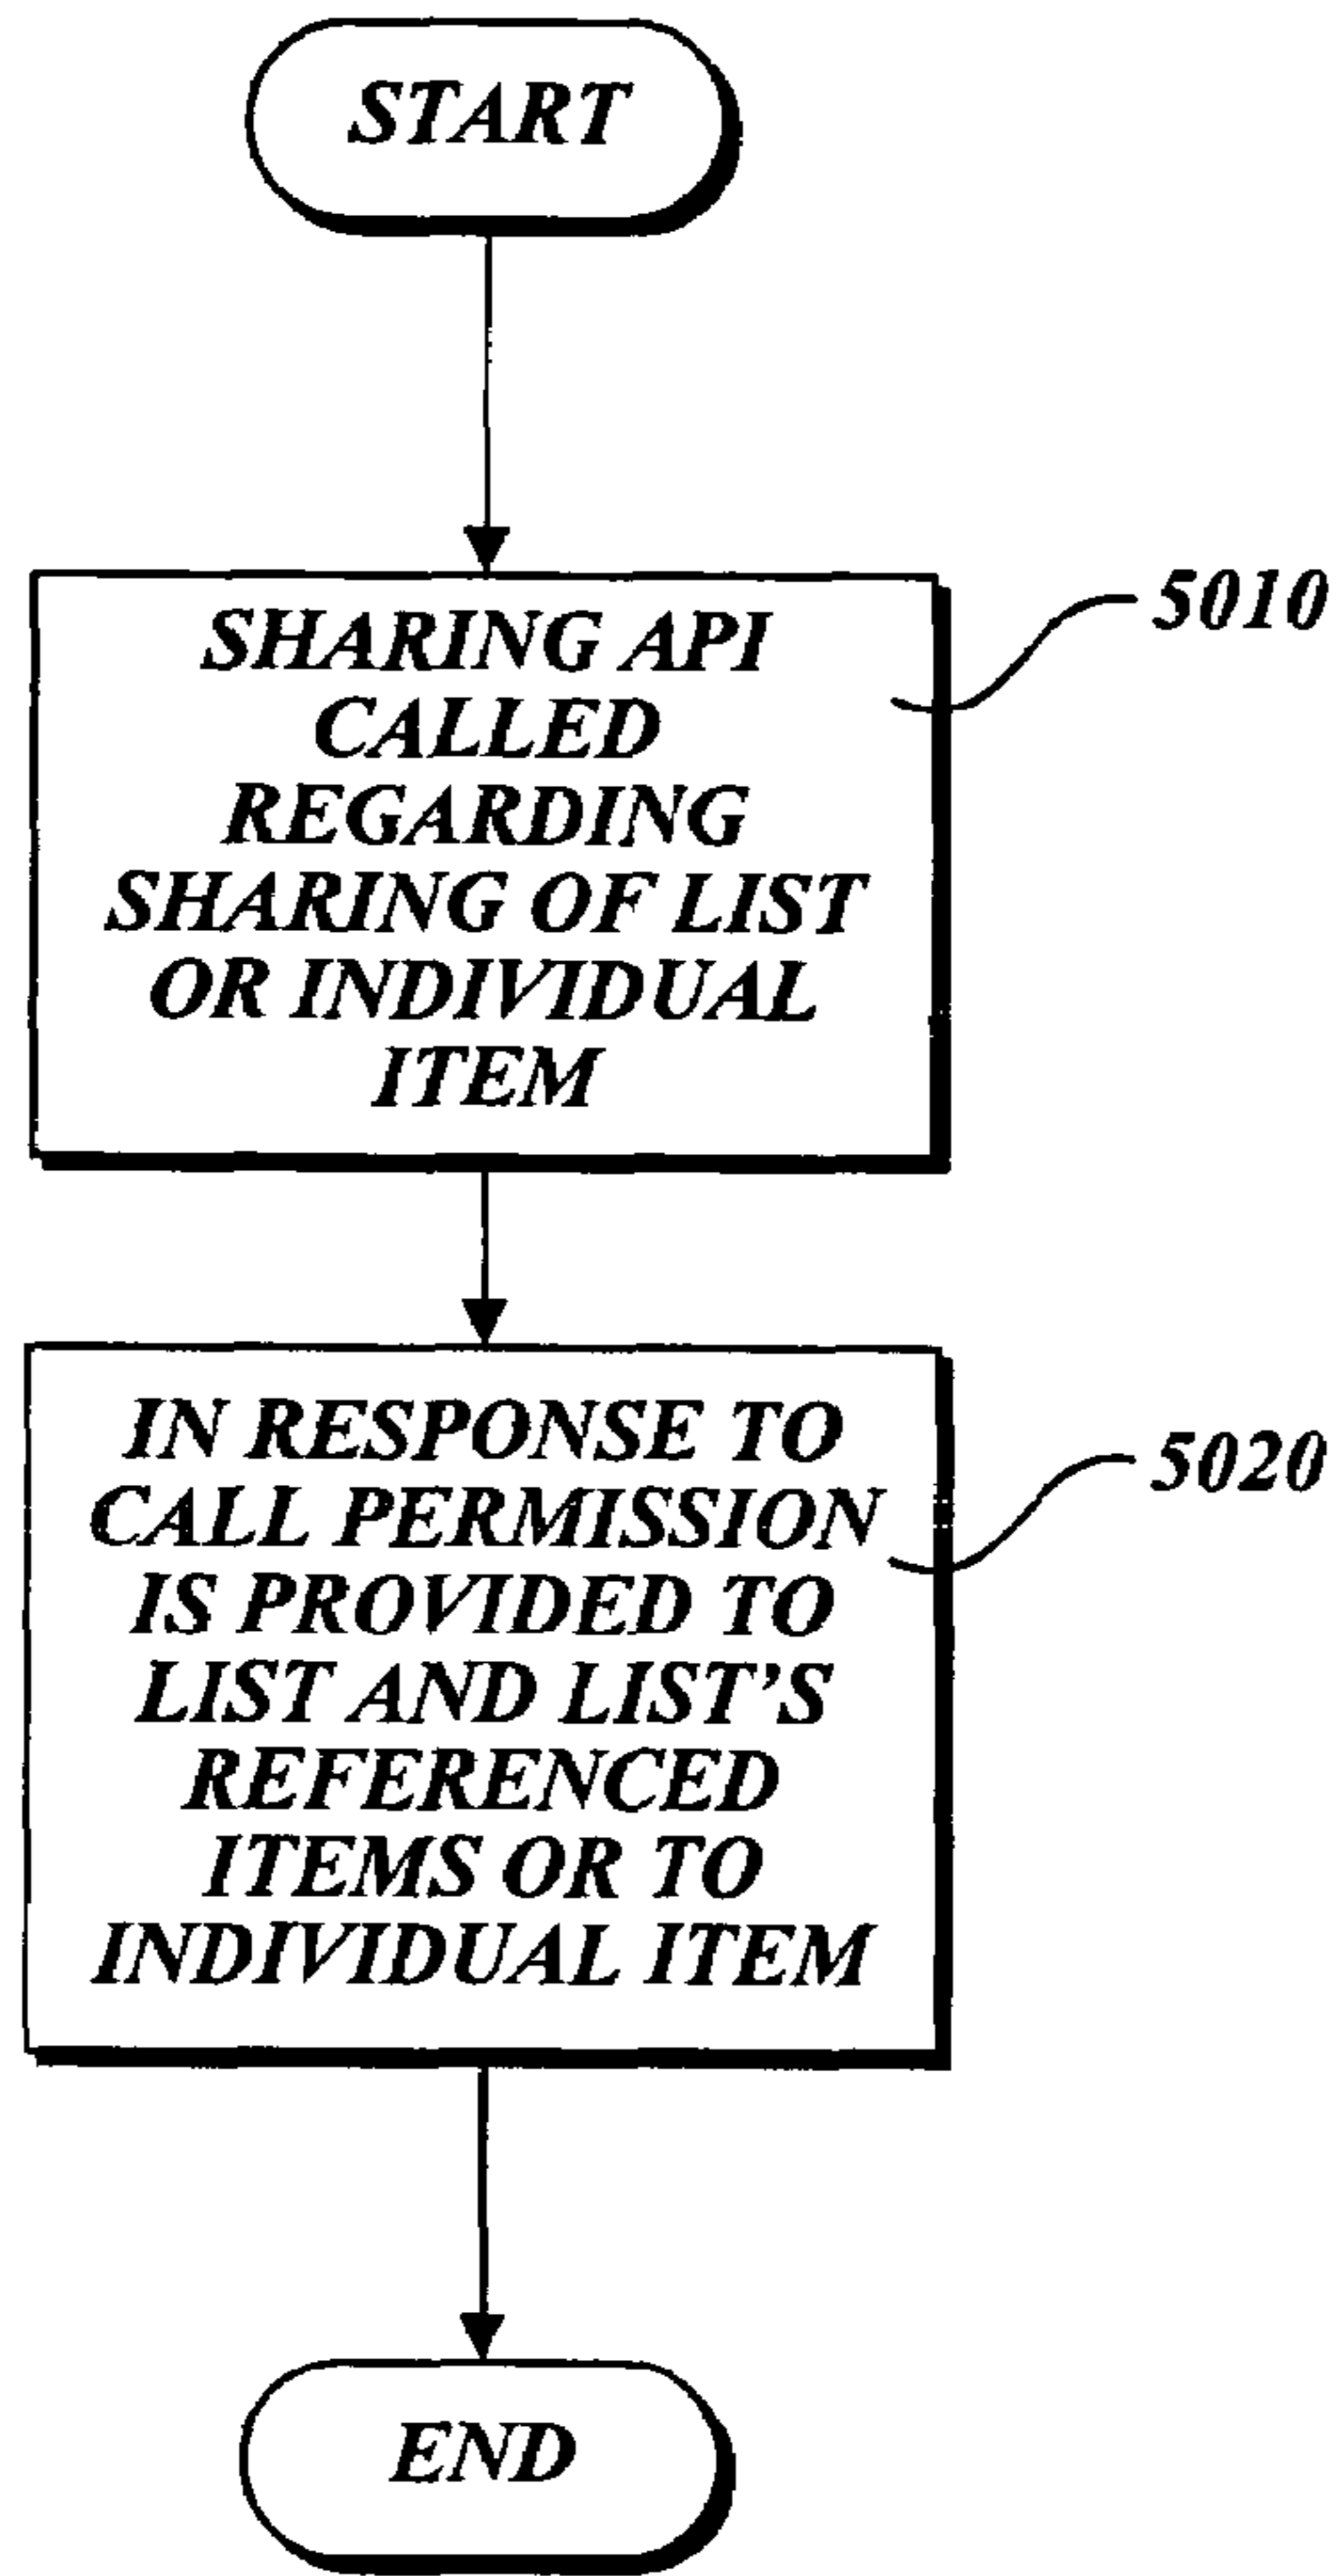 START
SHARING API
CALLED
REGARDING
SHARING OF LIST
OR INDIVIDUAL
ITEM
5010
IN RESPONSE TO
CALL PERMISSION
IS PROVIDED TO
LIST AND LIST’S
REFERENCED
ITEMS OR TO
INDIVIDUAL ITEM
5020
END